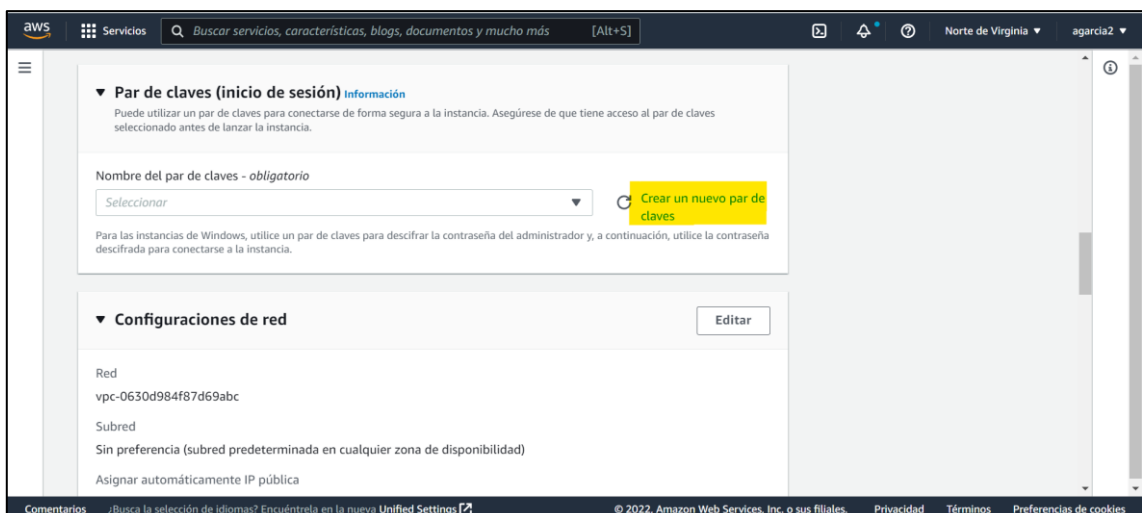 aws
Servicios
Buscar servicios, características, blogs, documentos y mucho más
[Alt+S]
Norte de Virginia
agarcia2
Par de claves (inicio de sesión) Información
Puede utilizar un par de claves para conectarse de forma segura a la instancia. Asegúrese de que tiene acceso al par de claves
seleccionado antes de lanzar la instancia.
Nombre del par de claves - obligatorio
Seleccionar
Crear un nuevo par de
claves
Para las instancias de Windows, utilice un par de claves para descifrar la contraseña del administrador y, a continuación, utilice la contraseña
descifrada para conectarse a la instancia.
Configuraciones de red
Editar
Red
vpc-0630d984f87d69abc
Subred
Sin preferencia (subred predeterminada en cualquier zona de disponibilidad)
Asignar automáticamente IP pública
Comentarios
¿Busca la selección de idiomas? Encuéntrela en la nueva Unified Settings
© 2022, Amazon Web Services, Inc. o sus filiales.
Privacidad
Términos
Preferencias de cookies